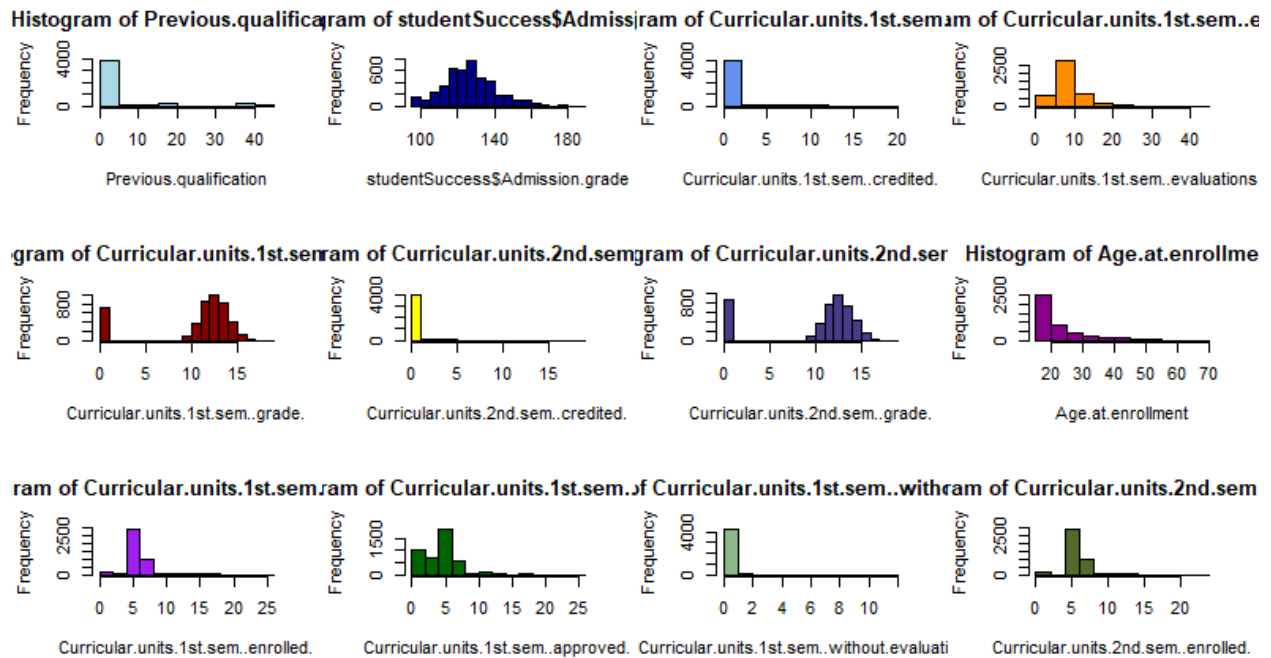 Histogram of Previous.qualifica
gram of studentSuccess$Admissi
ram of Curricular.units.1st.sem.
am of Curricular.units.1st.sem..e
Frequency
0 4000
0 10 20 30 40
Previous.qualification
Frequency
0 600
100 140 180
studentSuccess$Admission.grade
Frequency
0 4000
0 5 10 15 20
Curricular.units.1st.sem..credited.
Frequency
0 2500
0 10 20 30 40
Curricular.units.1st.sem..evaluations
gram of Curricular.units.1st.sem
ram of Curricular.units.2nd.sem
gram of Curricular.units.2nd.ser
Histogram of Age.at.enrollme
Frequency
0 800
0 5 10 15
Curricular.units.1st.sem..grade.
Frequency
0 4000
0 5 10 15
Curricular.units.2nd.sem..credited.
Frequency
0 800
0 5 10 15
Curricular.units.2nd.sem..grade.
Frequency
0 2500
20 30 40 50 60 70
Age.at.enrollment
ram of Curricular.units.1st.sem.
ram of Curricular.units.1st.sem..
of Curricular.units.1st.sem..with
ram of Curricular.units.2nd.sem
Frequency
0 2500
0 5 10 15 20 25
Curricular.units.1st.sem..enrolled.
Frequency
0 1500
0 5 10 15 20 25
Curricular.units.1st.sem..approved.
Frequency
0 4000
0 2 4 6 8 10
Curricular.units.1st.sem..without.evaluati
Frequency
0 2500
0 5 10 15 20
Curricular.units.2nd.sem..enrolled.